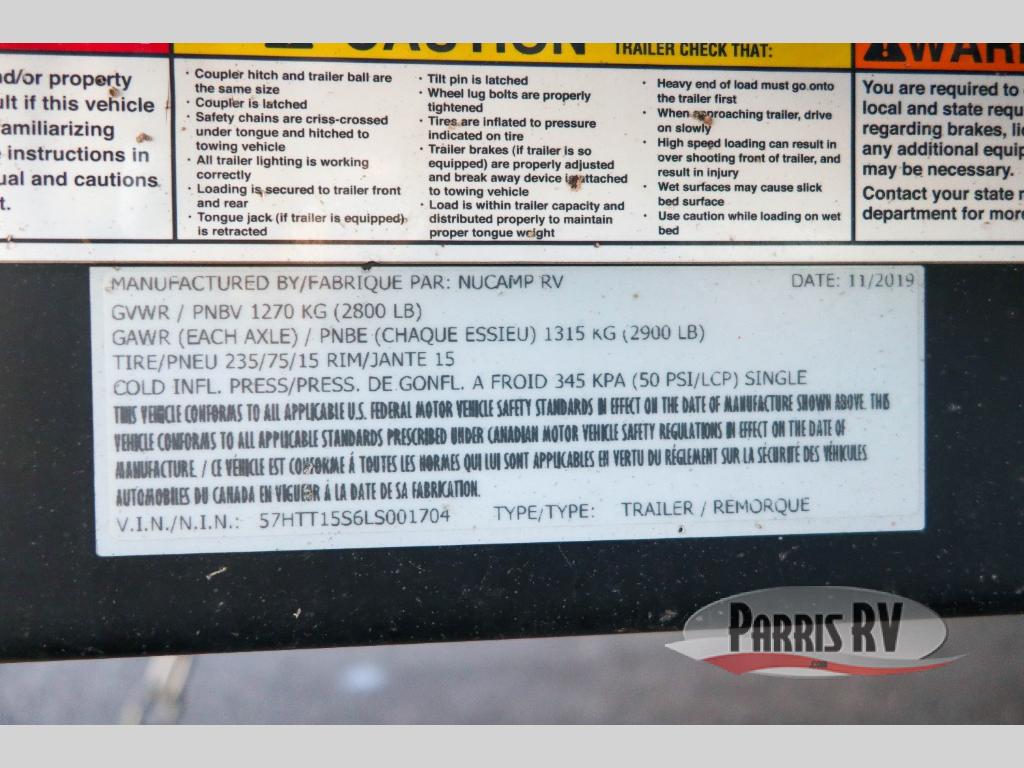 CAUTION TRAILER CHECK THAT:
nd/or property
ult if this vehicle
amiliarizing
e instructions in
ual and cautions
t.
· Coupler hitch and trailer ball are
the same size
· Coupler is latched
· Safety chains are criss-crossed
under tongue and hitched to
towing vehicle
· All trailer lighting is working
correctly
· Loading is secured to trailer front
and rear
· Tongue jack (if trailer is equipped)
is retracted
· Tilt pin is latched
· Wheel lug bolts are properly
tightened
· Tires are inflated to pressure
indicated on tire
· Trailer brakes (if trailer is so
equipped) are properly adjusted
and break away device is attached
to towing vehicle
· Load is within trailer capacity and
distributed properly to maintain
proper tongue weight
· Heavy end of load must go onto
the trailer first
· When approaching trailer, drive
on slowly
· High speed loading can result in
over shooting front of trailer, and
result in injury
· Wet surfaces may cause slick
bed surface
· Use caution while loading on wet
bed
WARN
You are required to
local and state requ
regarding brakes, li
any additional equip
may be necessary.
Contact your state
department for more
MANUFACTURED BY/FABRIQUE PAR: NUCAMP RV DATE: 11/2019
GVWR / PNBV 1270 KG (2800 LB)
GAWR (EACH AXLE) / PNBE (CHAQUE ESSIEU) 1315 KG (2900 LB)
TIRE/PNEU 235/75/15 RIM/JANTE 15
COLD INFL. PRESS/PRESS. DE GONFL. A FROID 345 KPA (50 PSI/LCP) SINGLE
THIS VEHICLE CONFORMS TO ALL APPLICABLE U.S. FEDERAL MOTOR VEHICLE SAFETY STANDARDS IN EFFECT ON THE DATE OF MANUFACTURE SHOWN ABOVE. THIS
VEHICLE CONFORMS TO ALL APPLICABLE STANDARDS PRESCRIBED UNDER CANADIAN MOTOR VEHICLE SAFETY REGULATIONS IN EFFECT ON THE DATE OF
MANUFACTURE. / CE VÉHICLE EST CONFORME Á TOUTES LES NORMES QUI LUI SONT APPLICABLES EN VERTU DU RÉGLEMENT SUR LA SÉCURITÉ DES VÉHICULES
AUTOMOBILES DU CANADA EN VIGUEUR Á LA DATE DE SA FABRICATION.
V.I.N./N.I.N.: 57HTT15S6LS001704 TYPE/TYPE: TRAILER / REMORQUE
PARRIS RV
.com